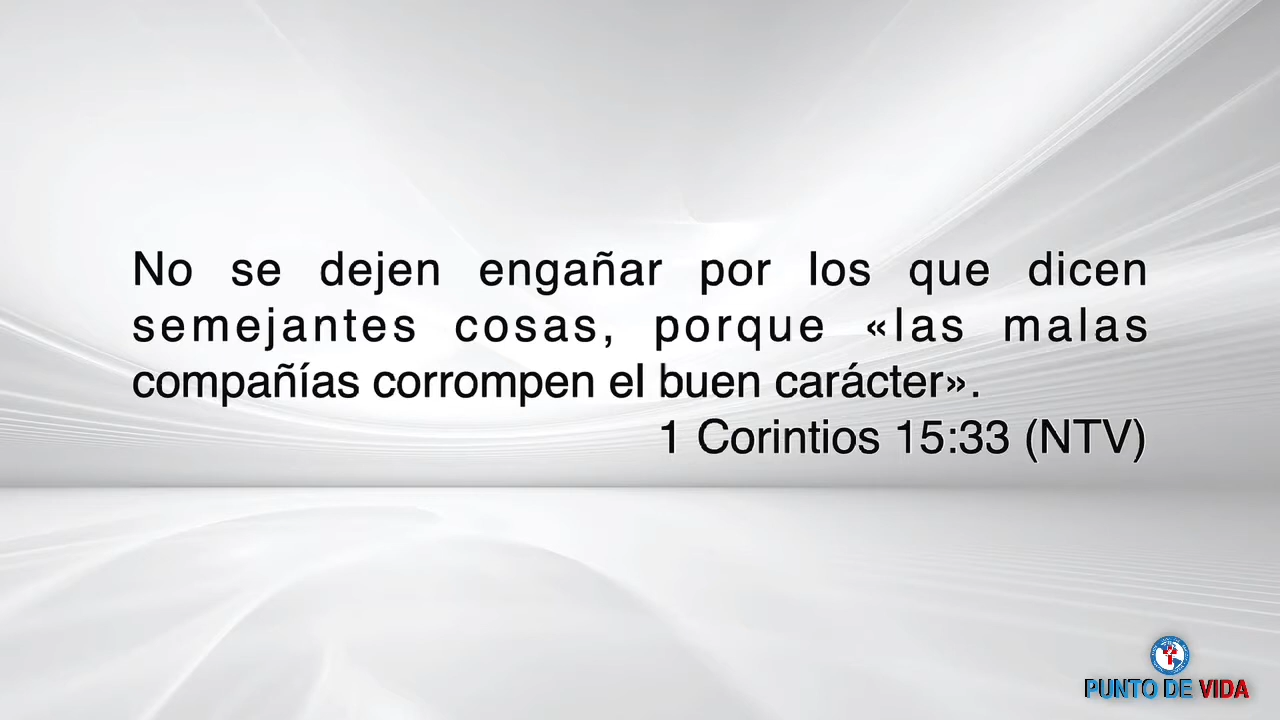 No se dejen engañar por los que dicen
semejantes cosas, porque «las malas
compañías corrompen el buen carácter».
1 Corintios 15:33 (NTV)
PUNTO DE VIDA